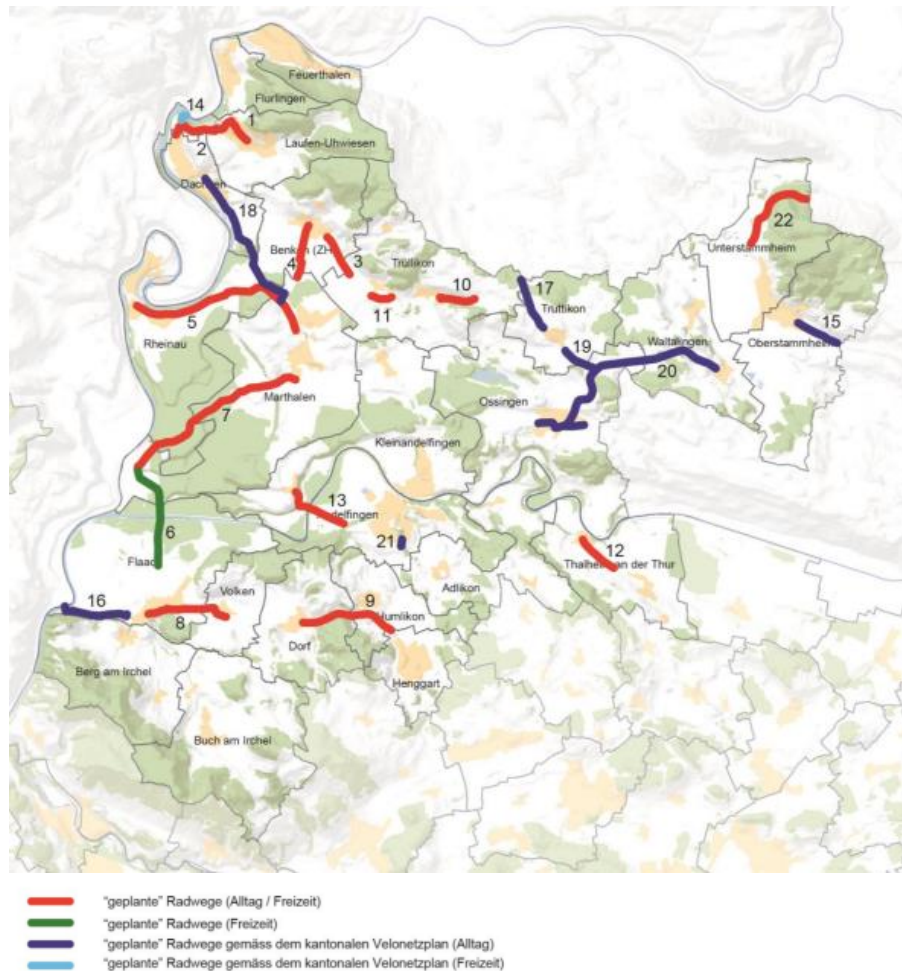 Feuerthalen
Flurlingen
14
1
2
Laufen-Uhwiesen
Dachsen
18
22
Benken (ZH)
Unterstammheim
4
3
Trüllikon
10
17
11
Truttikon
15
5
19
Waltalingen
Oberstammheim
Rheinau
20
Marthalen
Ossingen
7
Kleinandelfingen
13
delfingen
21
12
6
Flaach
Thalheim an der Thur
Volken
Adlikon
16
9
8
Humlikon
Dorf
Berg am Irchel
Henggart
Buch am Irchel
"geplante" Radwege (Alltag / Freizeit)
"geplante" Radwege (Freizeit)
"geplante" Radwege gemäss dem kantonalen Velonetzplan (Alltag)
"geplante" Radwege gemäss dem kantonalen Velonetzplan (Freizeit)